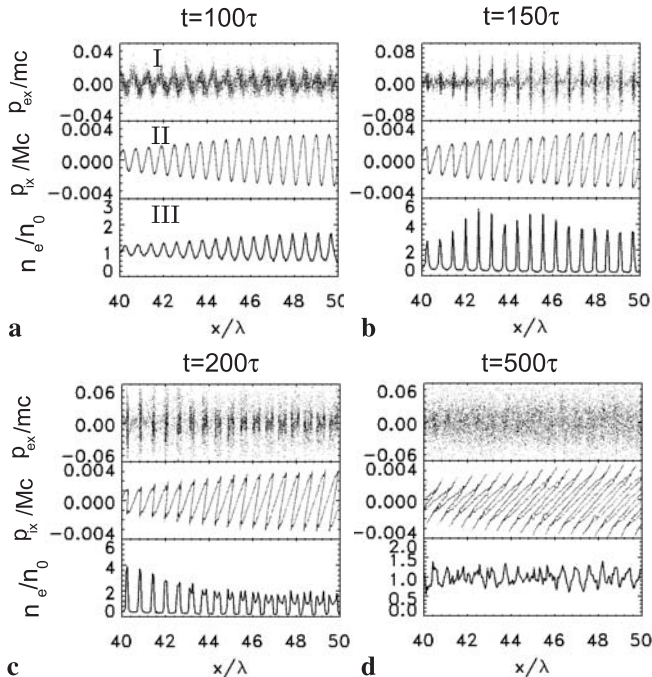 t=100τ
t=150τ
0.04
0.00
-0.04
p_ex/mc
I
0.08
0.00
-0.08
0.004
0.000
-0.004
p_ix/Mc
II
0.004
0.000
-0.004
3
2
1
0
n_e/n_0
III
6
4
2
0
40 42 44 46 48 50
40 42 44 46 48 50
a
x/λ
b
x/λ
t=200τ
t=500τ
0.06
0.00
-0.06
p_ex/mc
0.06
0.00
-0.06
0.004
0.000
-0.004
p_ix/Mc
0.004
0.000
-0.004
6
4
2
0
n_e/n_0
2.0
1.5
1.0
0.5
0.0
40 42 44 46 48 50
40 42 44 46 48 50
c
x/λ
d
x/λ